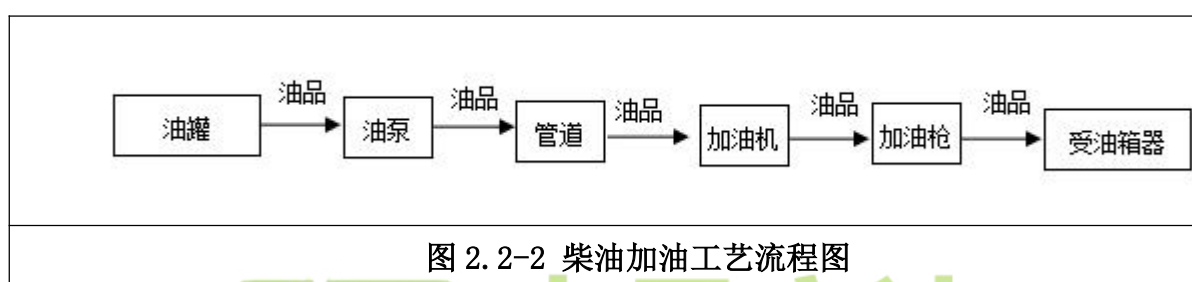 油品 油品 油品 油品 油品
油罐 油泵 管道 加油机 加油枪 受油箱器
图 2.2-2 柴油加油工艺流程图